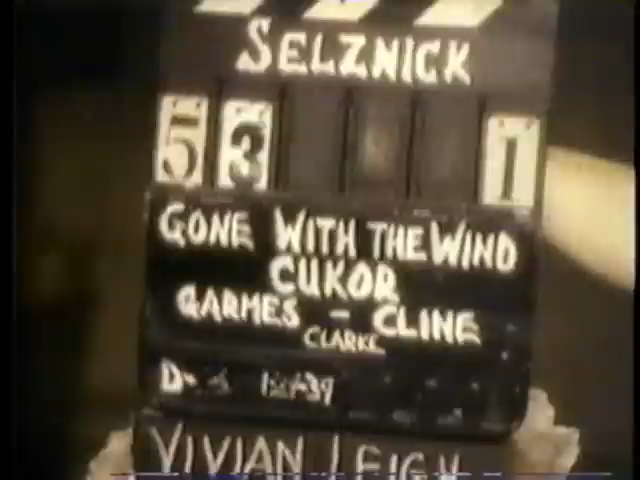 SELZNICK
53 1
GONE WITH THE WIND
CUKOR
GARMES - CLINE
CLARKE
D-
VIVIAN LEIGH